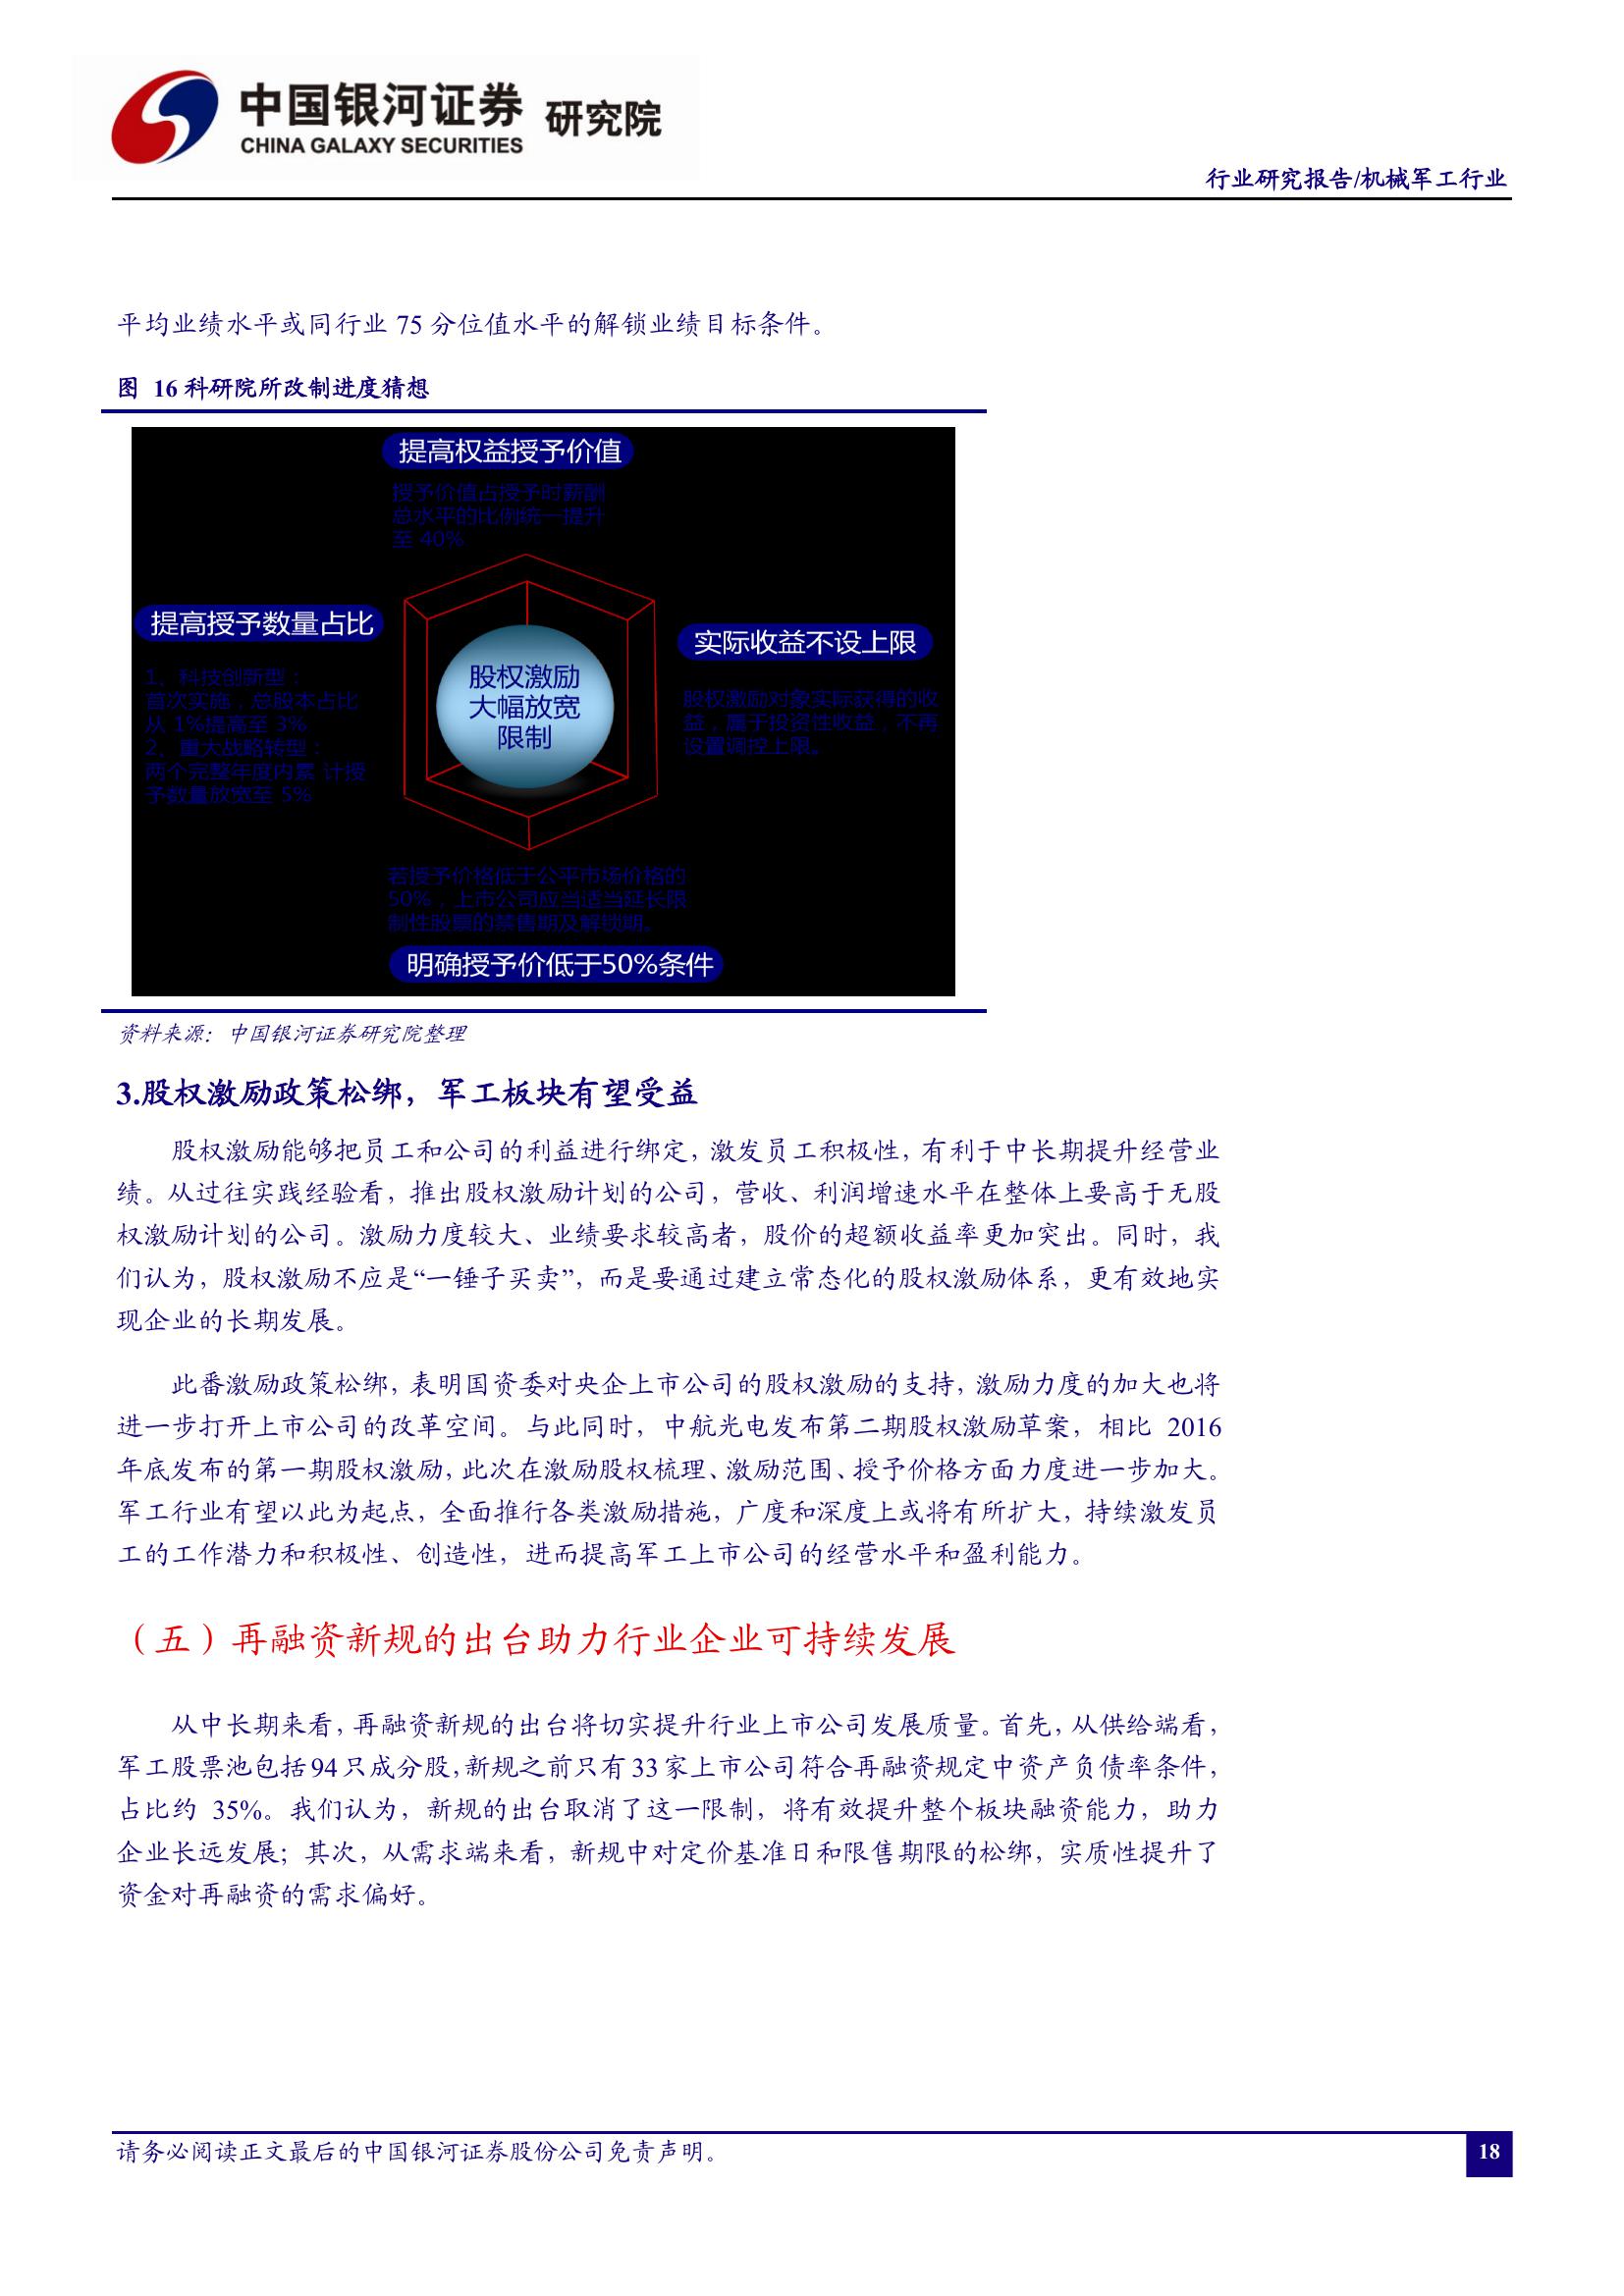 中国银河证券 研究院
CHINA GALAXY SECURITIES
行业研究报告/机械军工行业
平均业绩水平或同行业 75 分位值水平的解锁业绩目标条件。
图 16 科研院所改制进度猜想
提高权益授予价值
授予价值占授予时薪酬
总水平的比例统一提升
至 40%
提高授予数量占比
1、科技创新型：
首次实施，总股本占比
从 1%提高至 3%
2、重大战略转型：
两个完整年度内累 计授
予数量放宽至 5%
股权激励
大幅放宽
限制
实际收益不设上限
股权激励对象实际获得的收
益，属于投资性收益，不再
设置调控上限。
若授予价格低于公平市场价格的
50%，上市公司应当适当延长限
制性股票的禁售期及解锁期。
明确授予价低于50%条件
资料来源：中国银河证券研究院整理
3.股权激励政策松绑，军工板块有望受益
股权激励能够把员工和公司的利益进行绑定，激发员工积极性，有利于中长期提升经营业
绩。从过往实践经验看，推出股权激励计划的公司，营收、利润增速水平在整体上要高于无股
权激励计划的公司。激励力度较大、业绩要求较高者，股价的超额收益率更加突出。同时，我
们认为，股权激励不应是“一锤子买卖”，而是要通过建立常态化的股权激励体系，更有效地实
现企业的长期发展。
此番激励政策松绑，表明国资委对央企上市公司的股权激励的支持，激励力度的加大也将
进一步打开上市公司的改革空间。与此同时，中航光电发布第二期股权激励草案，相比 2016
年底发布的第一期股权激励，此次在激励股权梳理、激励范围、授予价格方面力度进一步加大。
军工行业有望以此为起点，全面推行各类激励措施，广度和深度上或将有所扩大，持续激发员
工的工作潜力和积极性、创造性，进而提高军工上市公司的经营水平和盈利能力。
（五）再融资新规的出台助力行业企业可持续发展
从中长期来看，再融资新规的出台将切实提升行业上市公司发展质量。首先，从供给端看，
军工股票池包括 94 只成分股，新规之前只有 33 家上市公司符合再融资规定中资产负债率条件，
占比约 35%。我们认为，新规的出台取消了这一限制，将有效提升整个板块融资能力，助力
企业长远发展；其次，从需求端来看，新规中对定价基准日和限售期限的松绑，实质性提升了
资金对再融资的需求偏好。
请务必阅读正文最后的中国银河证券股份公司免责声明。
18